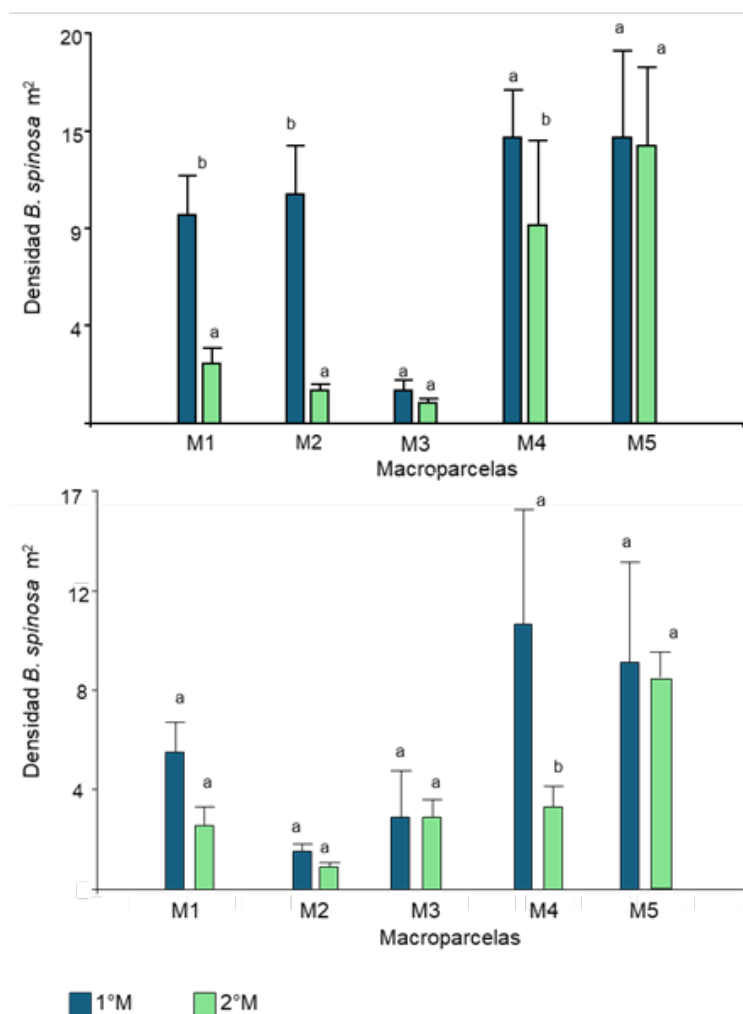 20
15
9
4
Densidad B. spinosa m²
b
a
b
a
a
a
a
b
a
a
M1 M2 M3 M4 M5
Macroparcelas
17
12
8
4
Densidad B. spinosa m²
a
a
a
a
a
a
a
b
a
a
M1 M2 M3 M4 M5
Macroparcelas
1°M 2°M